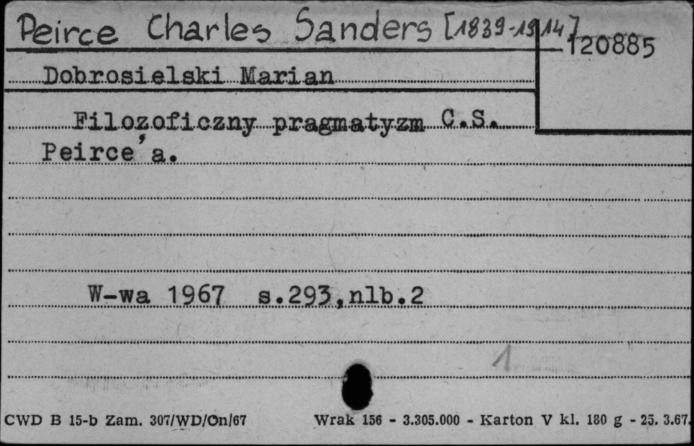 Peirce Charles Sanders [1839-1914]
120885
Dobrosielski Marian
Filozoficzny pragmatyzm C.S.
Peirce'a.
W-wa 1967 s.293,nlb.2
1
CWD B 15-b Zam. 307/WD/On/67 Wrak 156 - 3.305.000 - Karton V kl. 180 g - 25. 3.67